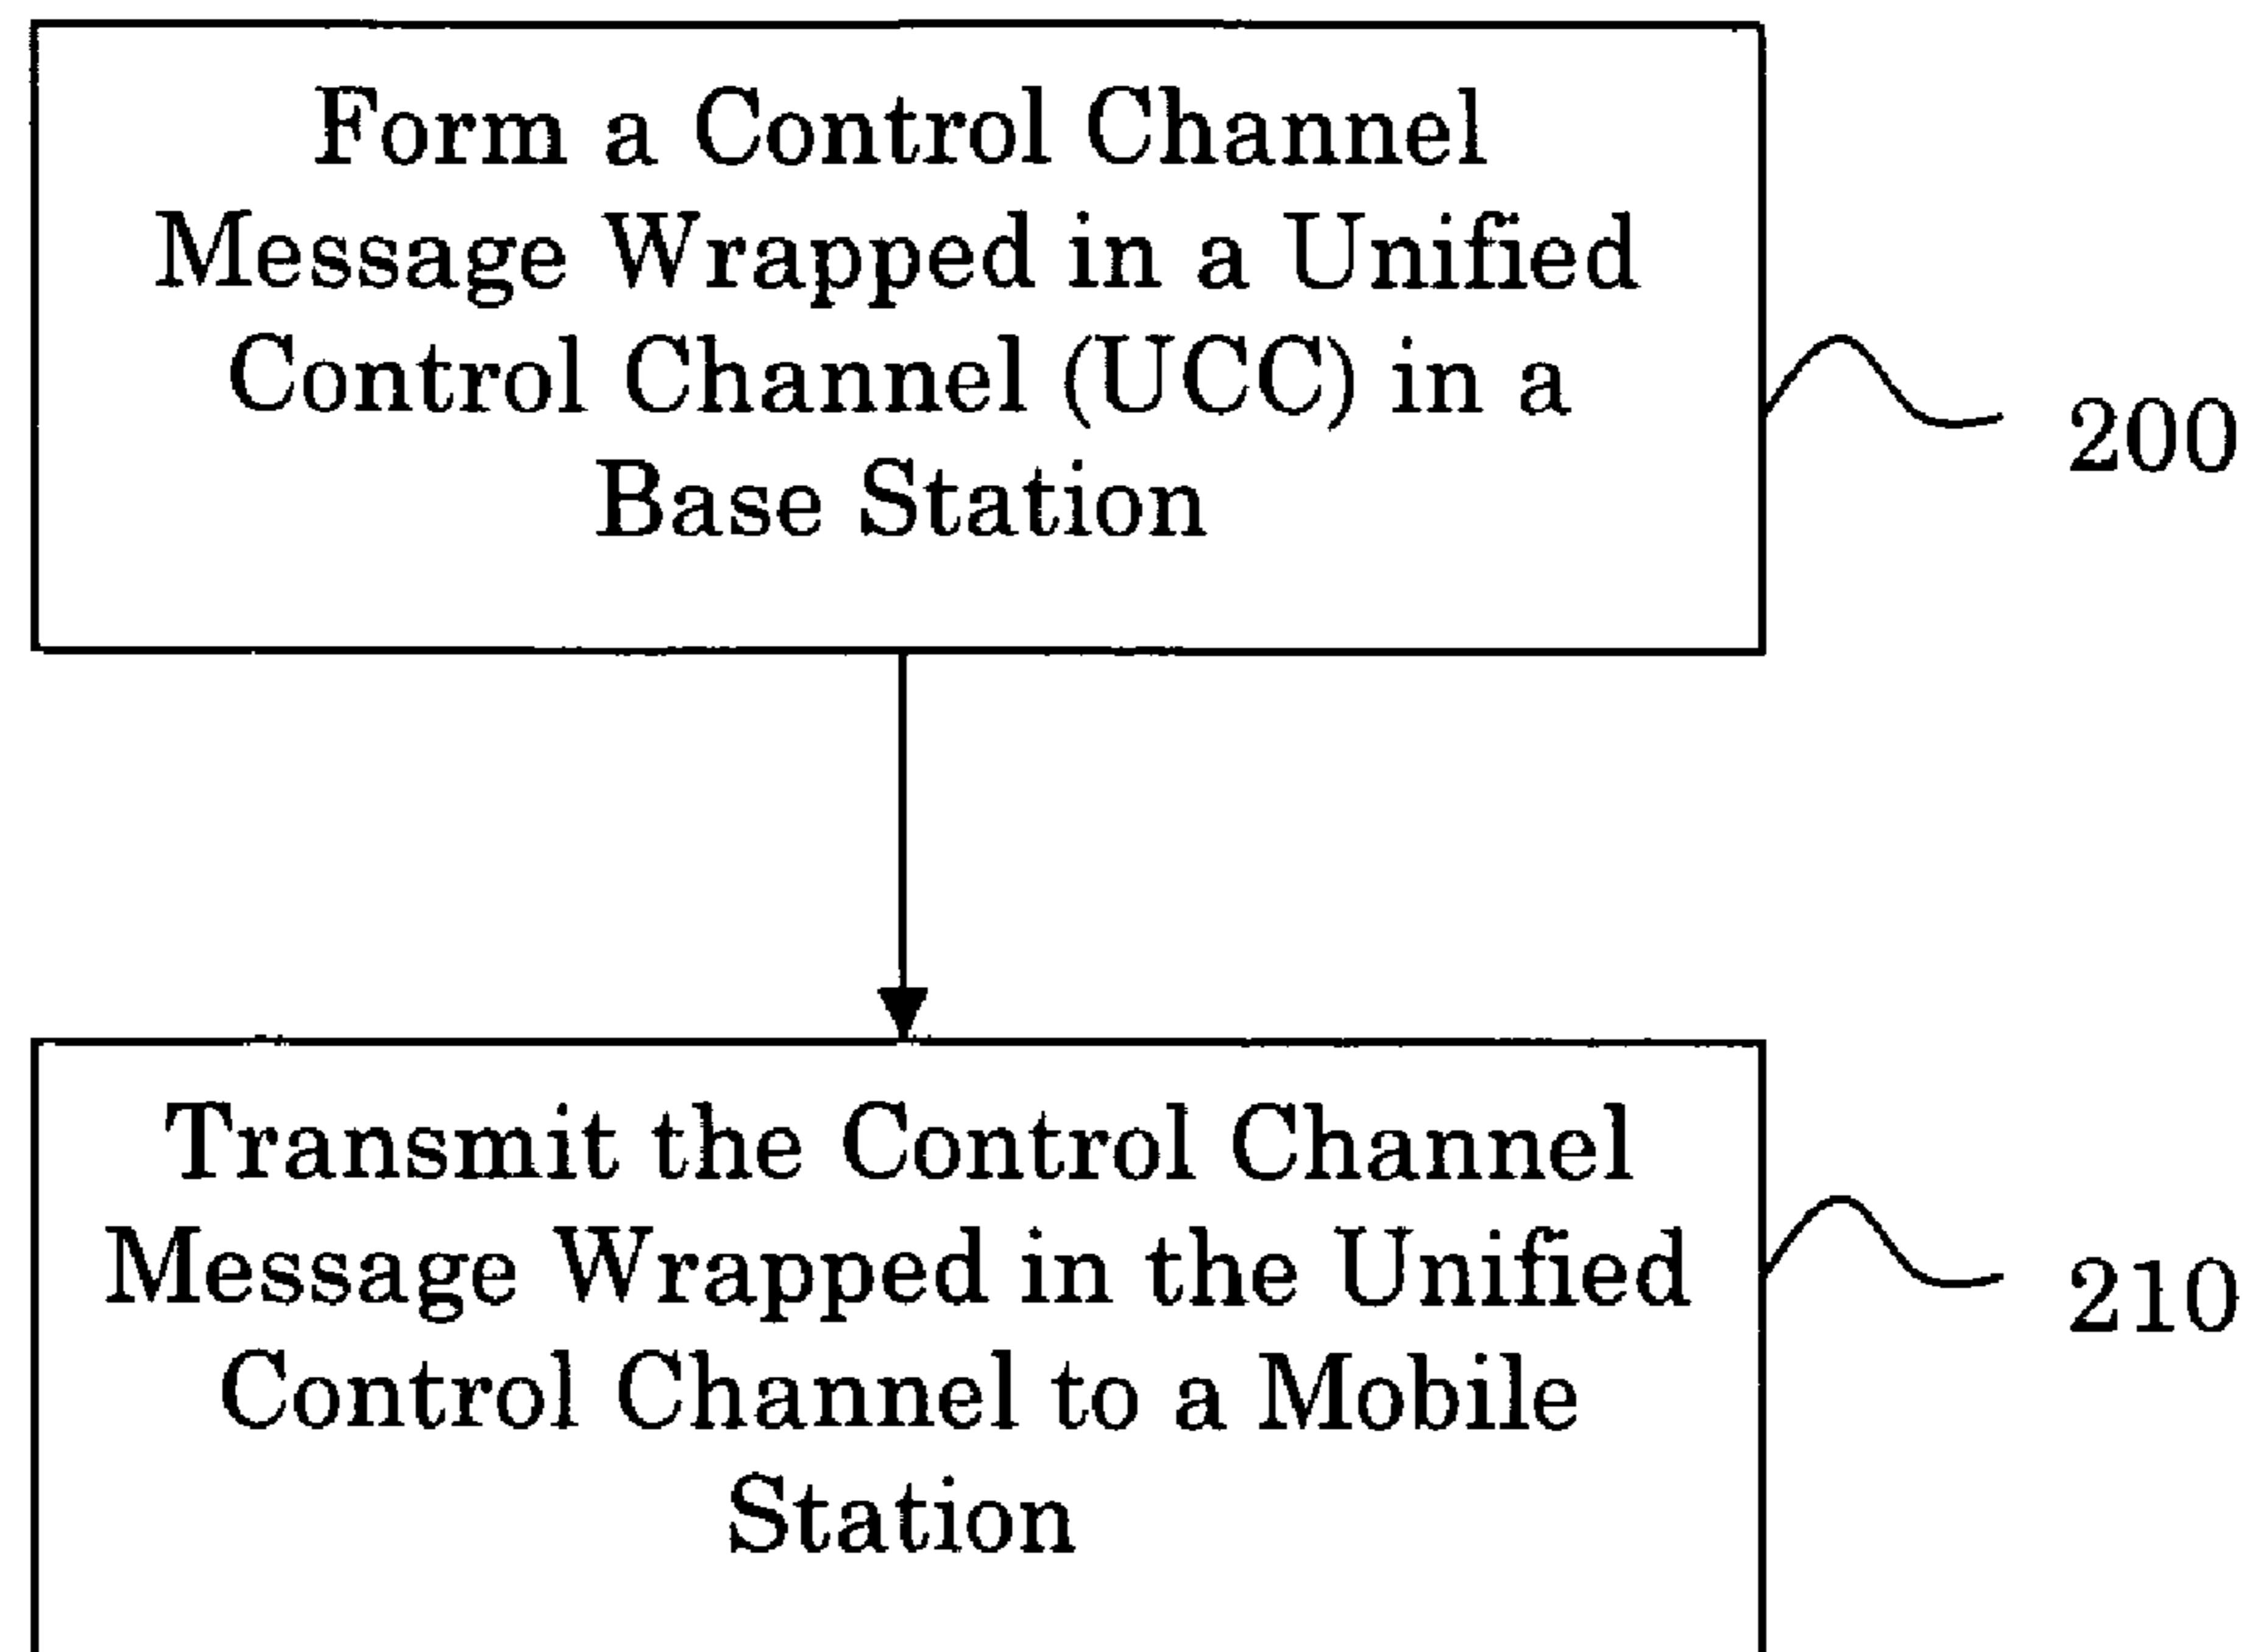 Form a Control Channel
Message Wrapped in a Unified
Control Channel (UCC) in a
Base Station
200
Transmit the Control Channel
Message Wrapped in the Unified
Control Channel to a Mobile
Station
210